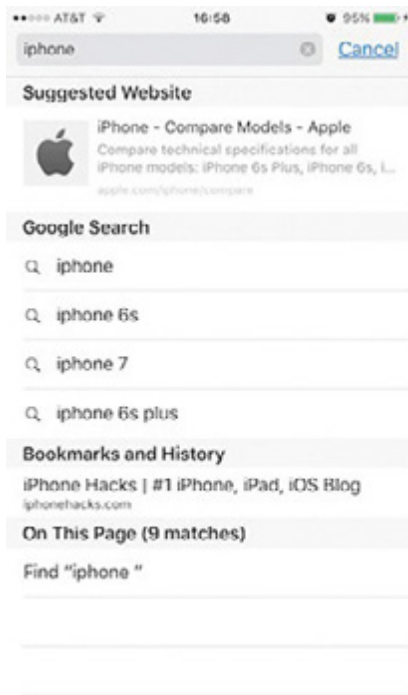 AT&T 16:58 95%
iphone Cancel
Suggested Website
iPhone - Compare Models - Apple
Compare technical specifications for all
iPhone models: iPhone 6s Plus, iPhone 6s, i...
apple.com/iphone/compare
Google Search
iphone
iphone 6s
iphone 7
iphone 6s plus
Bookmarks and History
iPhone Hacks | #1 iPhone, iPad, iOS Blog
iphonehacks.com
On This Page (9 matches)
Find "iphone "